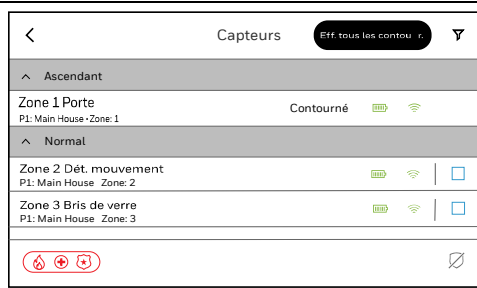 Capteurs
Eff. tous les contou r.
Ascendant
Zone 1 Porte
Contourné
P1: Main House • Zone: 1
Normal
Zone 2 Dét. mouvement
P1: Main House Zone: 2
Zone 3 Bris de verre
P1: Main House Zone: 3